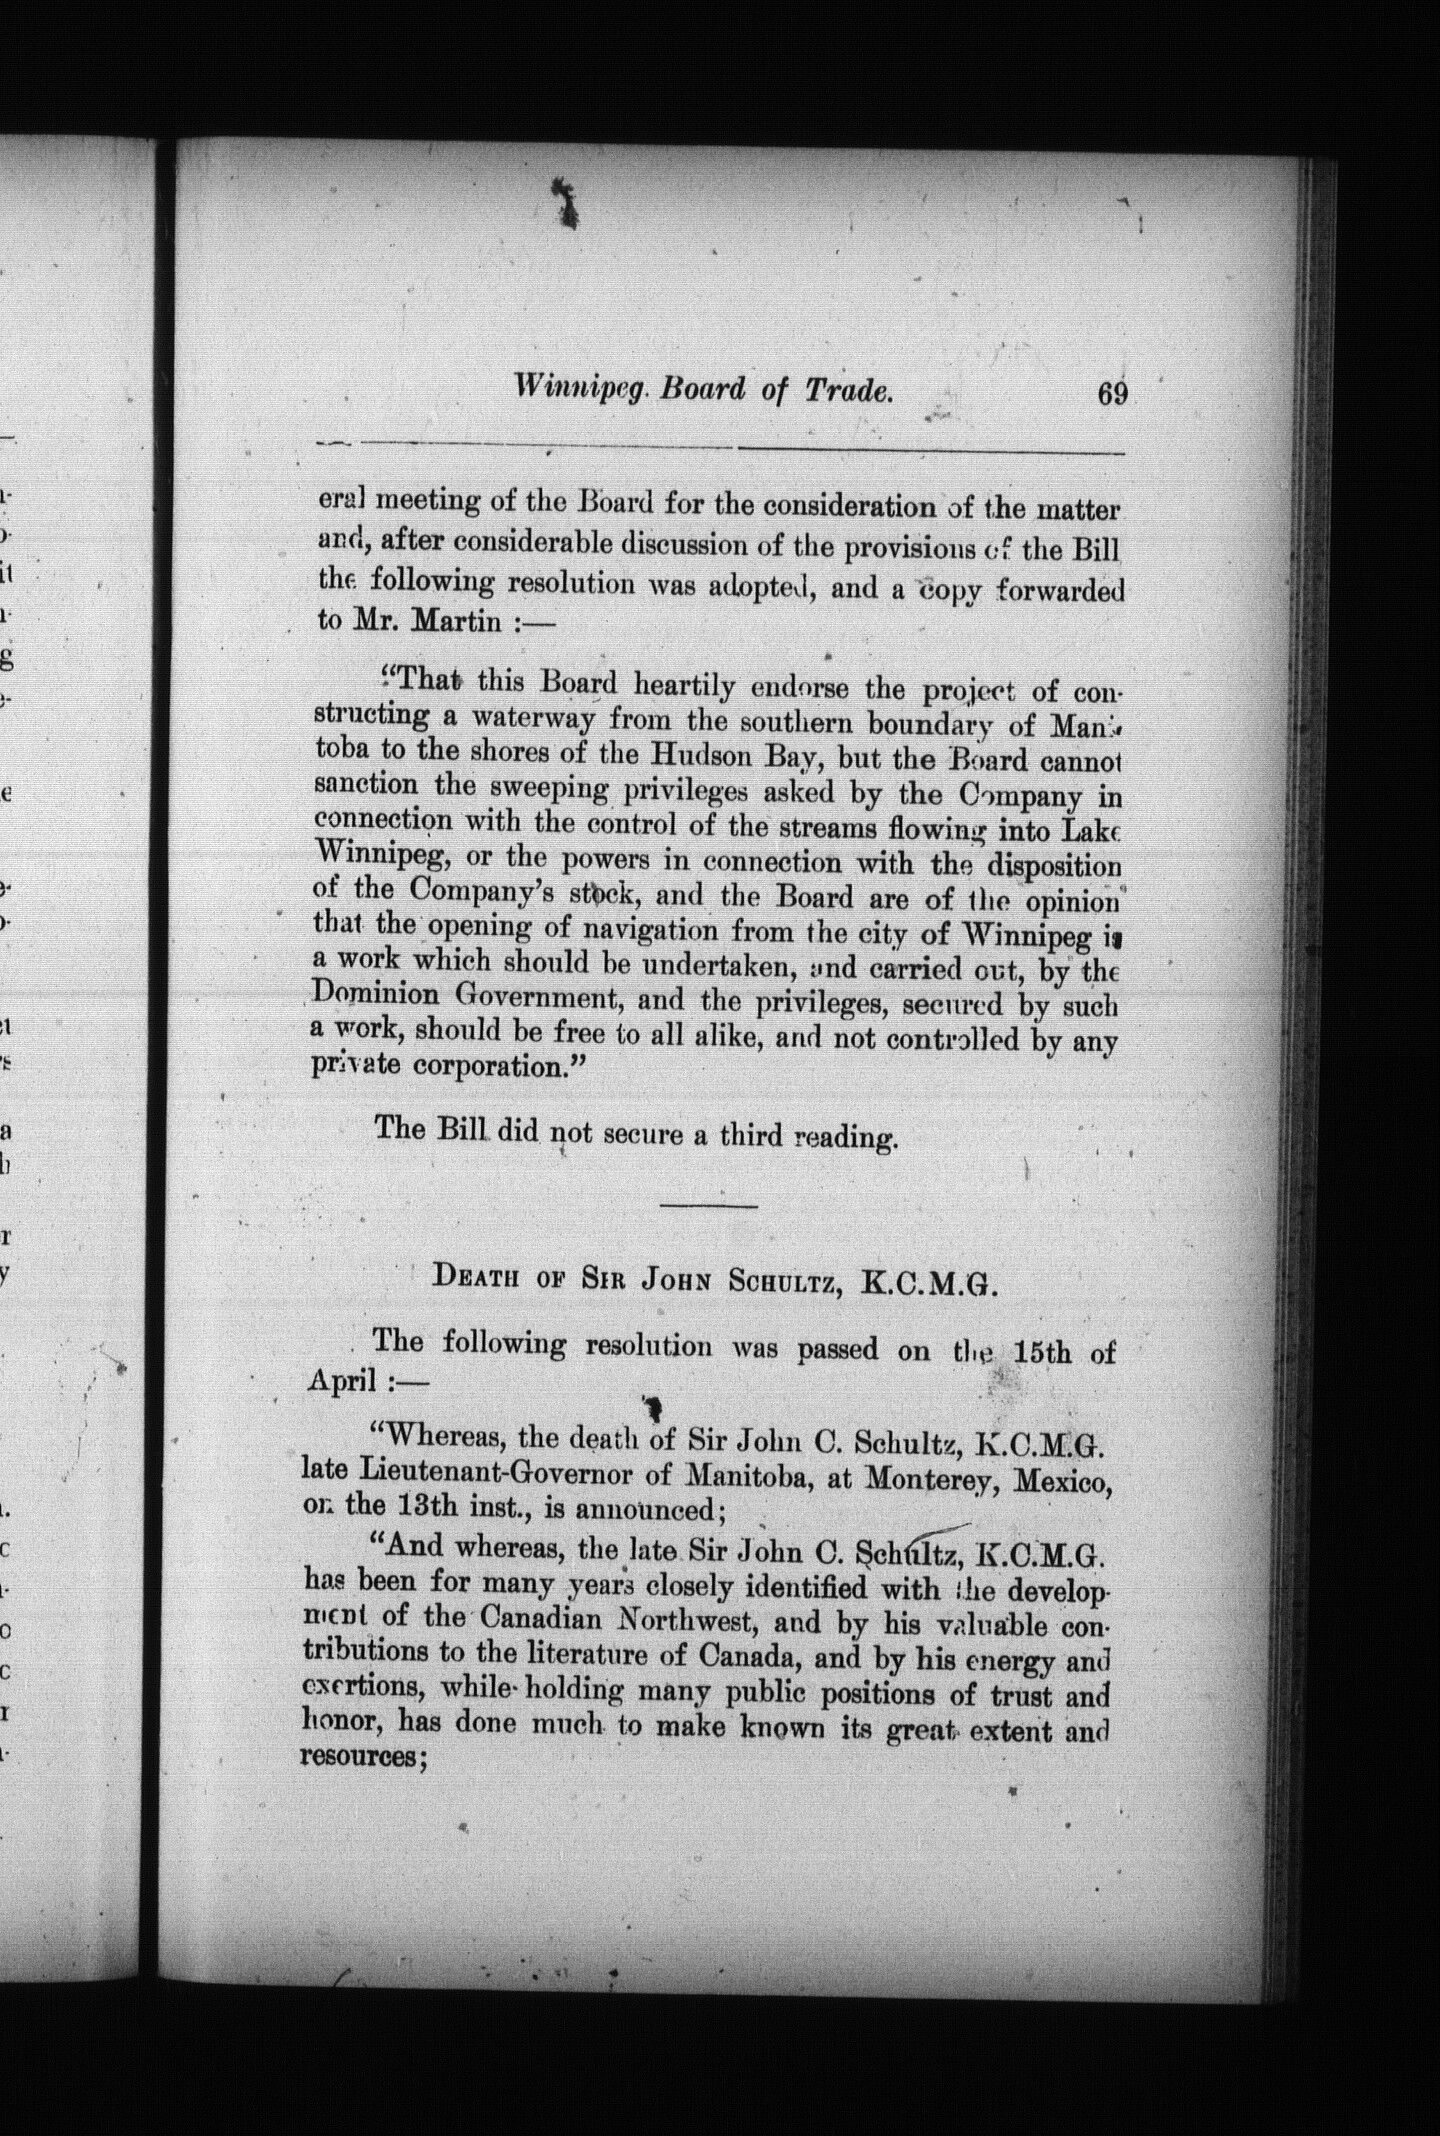 Winnipeg Board of Trade. 69
eral meeting of the Board for the consideration of the matter
and, after considerable discussion of the provisions of the Bill
the following resolution was adopted, and a copy forwarded
to Mr. Martin :—
"That this Board heartily endorse the project of con-
structing a waterway from the southern boundary of Mani-
toba to the shores of the Hudson Bay, but the Board cannot
sanction the sweeping privileges asked by the Company in
connection with the control of the streams flowing into Lake
Winnipeg, or the powers in connection with the disposition
of the Company's stock, and the Board are of the opinion
that the opening of navigation from the city of Winnipeg is
a work which should be undertaken, and carried out, by the
Dominion Government, and the privileges, secured by such
a work, should be free to all alike, and not controlled by any
private corporation."
The Bill did not secure a third reading.
DEATH OF SIR JOHN SCHULTZ, K.C.M.G.
The following resolution was passed on the 15th of
April :—
"Whereas, the death of Sir John C. Schultz, K.C.M.G.
late Lieutenant-Governor of Manitoba, at Monterey, Mexico,
on the 13th inst., is announced;
"And whereas, the late Sir John C. Schultz, K.C.M.G.
has been for many years closely identified with the develop-
ment of the Canadian Northwest, and by his valuable con-
tributions to the literature of Canada, and by his energy and
exertions, while holding many public positions of trust and
honor, has done much to make known its great extent and
resources;